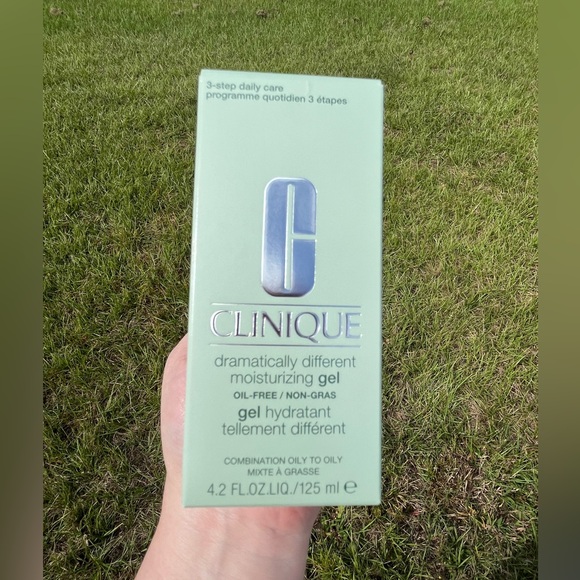 3-step daily care
programme quotidien 3 étapes
C
CLINIQUE
dramatically different
moisturizing gel
OIL-FREE / NON-GRAS
gel hydratant
tellement différent
COMBINATION OILY TO OILY
MIXTE À GRASSE
4.2 FL.OZ.LIQ./125 ml ℮